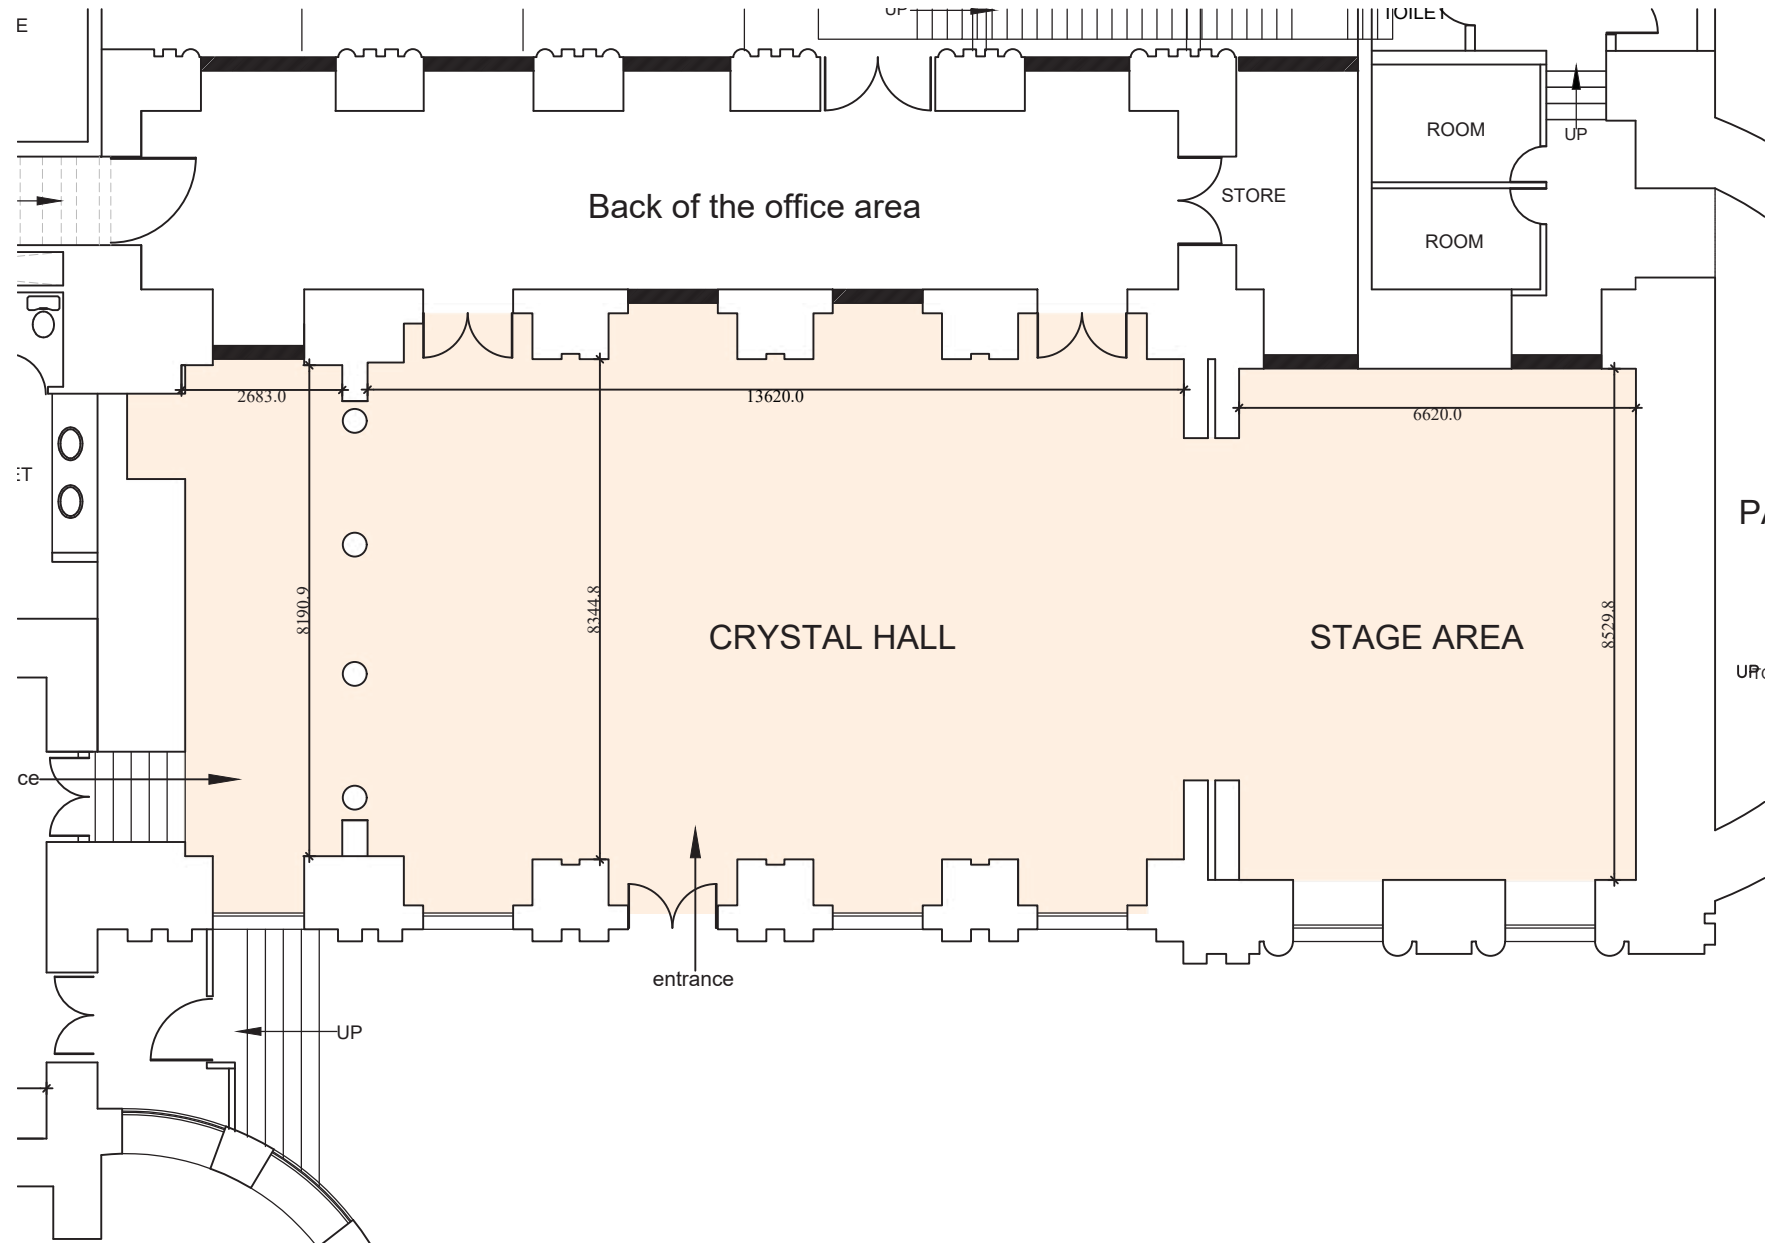 E
UP
TOILET
ROOM
UP
Back of the office area
STORE
ROOM
2683.0
13620.0
6620.0
ET
8190.9
8344.8
8529.8
CRYSTAL HALL
STAGE AREA
PA
UP
ce
entrance
UP